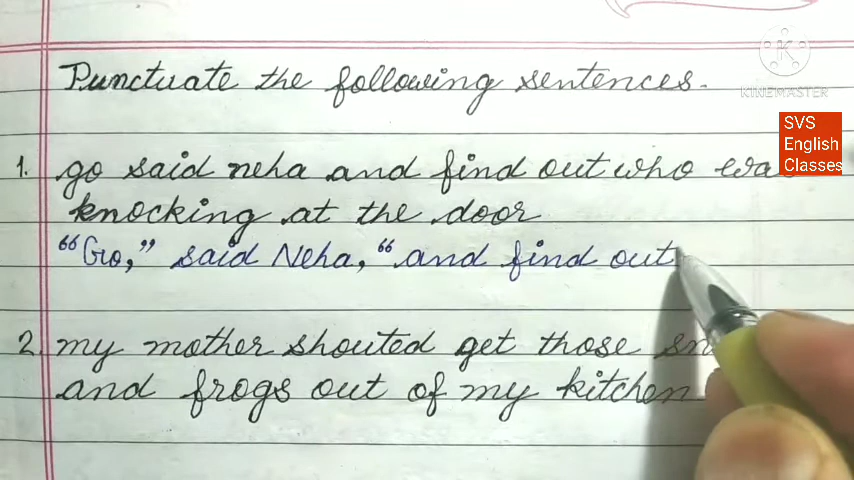 Punctuate the following sentences.
KINEMASTER
SVS
English
Classes
1. go said neha and find out who
knocking at the door
"Go," said Neha, "and find out
2. my mother shouted get those
and frogs out of my kitchen